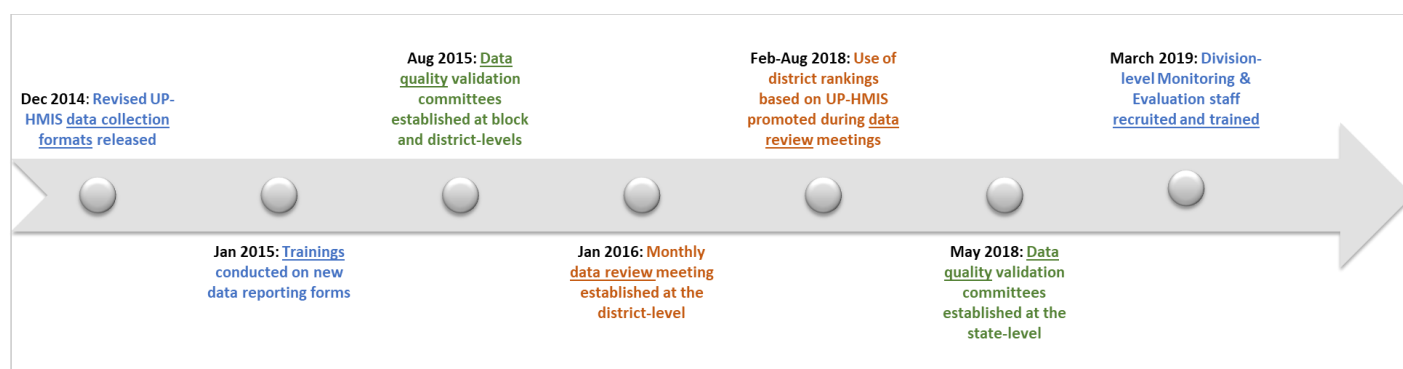 Dec 2014: Revised UP-
HMIS data collection
formats released
Jan 2015: Trainings
conducted on new
data reporting forms
Aug 2015: Data
quality validation
committees
established at block
and district-levels
Jan 2016: Monthly
data review meeting
established at the
district-level
Feb-Aug 2018: Use of
district rankings
based on UP-HMIS
promoted during data
review meetings
May 2018: Data
quality validation
committees
established at the
state-level
March 2019: Division-
level Monitoring &
Evaluation staff
recruited and trained